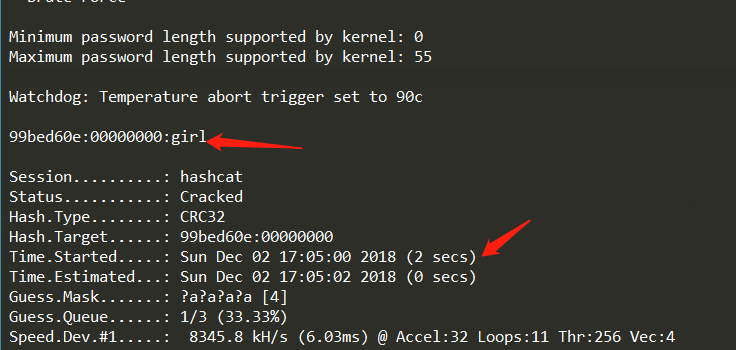 Minimum password length supported by kernel: 0
Maximum password length supported by kernel: 55
Watchdog: Temperature abort trigger set to 90c
99bed60e:00000000:girl
Session..........: hashcat
Status...........: Cracked
Hash.Type........: CRC32
Hash.Target......: 99bed60e:00000000
Time.Started.....: Sun Dec 02 17:05:00 2018 (2 secs)
Time.Estimated...: Sun Dec 02 17:05:02 2018 (0 secs)
Guess.Mask.......: ?a?a?a?a [4]
Guess.Queue......: 1/3 (33.33%)
Speed.Dev.#1.....:  8345.8 kH/s (6.03ms) @ Accel:32 Loops:11 Thr:256 Vec:4